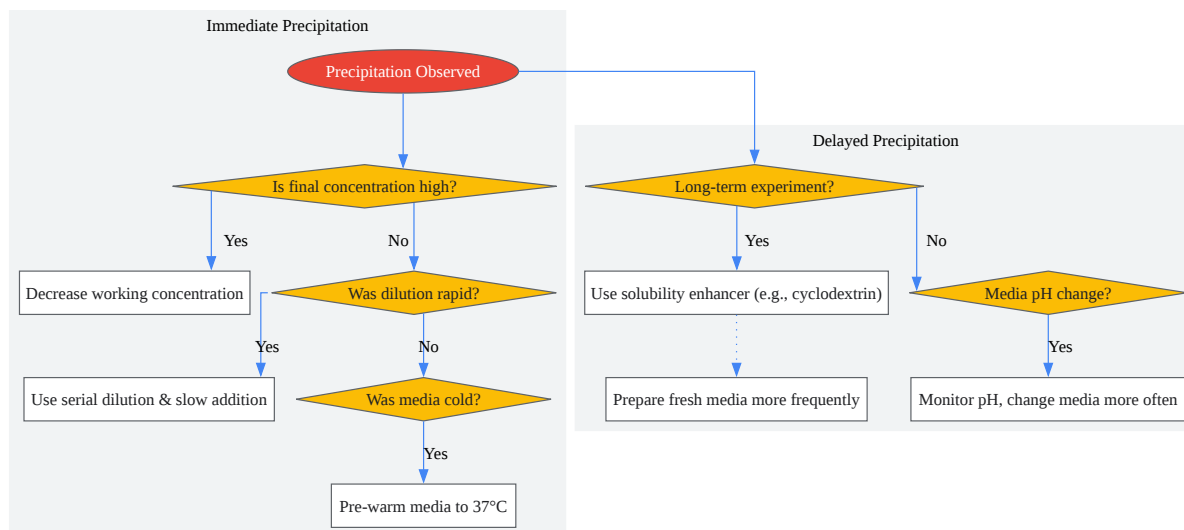 Immediate Precipitation
Precipitation Observed
Delayed Precipitation
Is final concentration high?
Long-term experiment?
Yes
No
Yes
No
Decrease working concentration
Was dilution rapid?
Use solubility enhancer (e.g., cyclodextrin)
Media pH change?
Yes
No
Yes
Use serial dilution & slow addition
Was media cold?
Prepare fresh media more frequently
Monitor pH, change media more often
Yes
Pre-warm media to 37°C